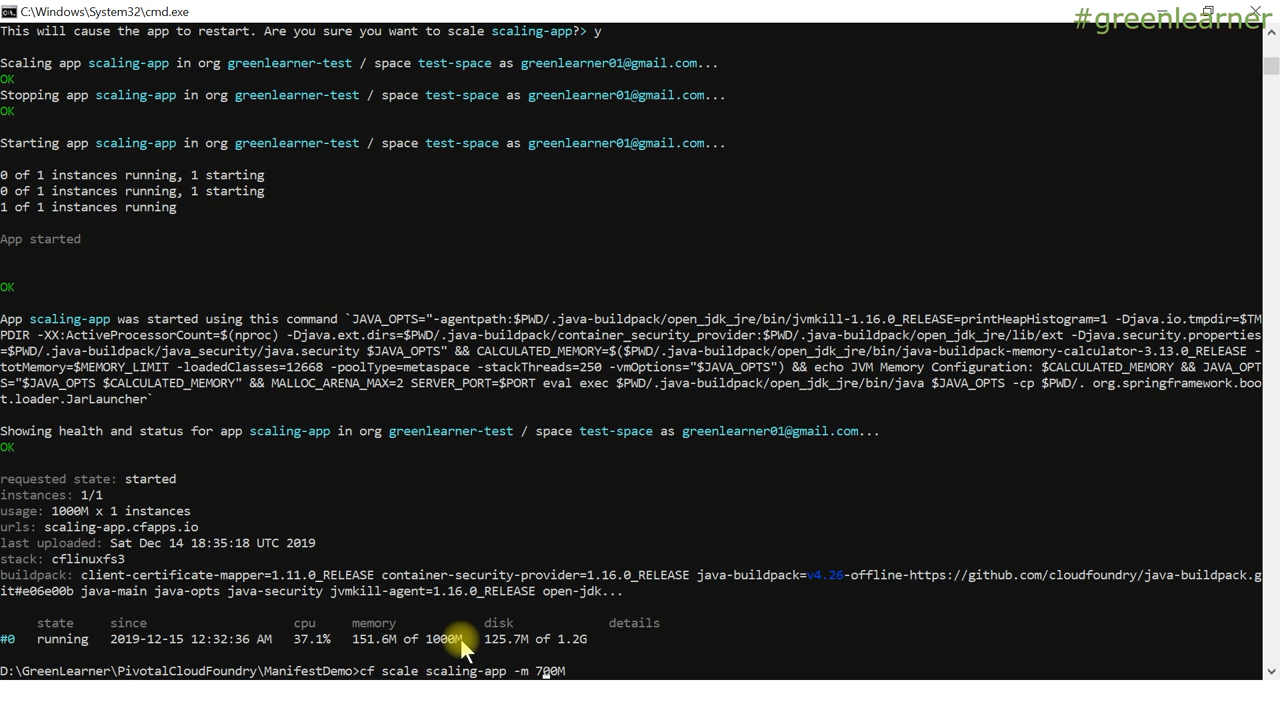 C:\Windows\System32\cmd.exe
#greenlearner
This will cause the app to restart. Are you sure you want to scale scaling-app?> y
Scaling app scaling-app in org greenlearner-test / space test-space as greenlearner01@gmail.com...
OK
Stopping app scaling-app in org greenlearner-test / space test-space as greenlearner01@gmail.com...
OK
Starting app scaling-app in org greenlearner-test / space test-space as greenlearner01@gmail.com...
0 of 1 instances running, 1 starting
0 of 1 instances running, 1 starting
1 of 1 instances running
App started
OK
App scaling-app was started using this command `JAVA_OPTS="-agentpath:$PWD/.java-buildpack/open_jdk_jre/bin/jvmkill-1.16.0_RELEASE=printHeapHistogram=1 -Djava.io.tmpdir=$TM
PDIR -XX:ActiveProcessorCount=$(nproc) -Djava.ext.dirs=$PWD/.java-buildpack/container_security_provider:$PWD/.java-buildpack/open_jdk_jre/lib/ext -Djava.security.properties
=$PWD/.java-buildpack/java_security/java.security $JAVA_OPTS" && CALCULATED_MEMORY=$($PWD/.java-buildpack/open_jdk_jre/bin/java-buildpack-memory-calculator-3.13.0_RELEASE -
totMemory=$MEMORY_LIMIT -loadedClasses=12668 -poolType=metaspace -stackThreads=250 -vmOptions="$JAVA_OPTS") && echo JVM Memory Configuration: $CALCULATED_MEMORY && JAVA_OPT
S="$JAVA_OPTS $CALCULATED_MEMORY" && MALLOC_ARENA_MAX=2 SERVER_PORT=$PORT eval exec $PWD/.java-buildpack/open_jdk_jre/bin/java $JAVA_OPTS -cp $PWD/. org.springframework.boo
t.loader.JarLauncher`
Showing health and status for app scaling-app in org greenlearner-test / space test-space as greenlearner01@gmail.com...
OK
requested state: started
instances: 1/1
usage: 1000M x 1 instances
urls: scaling-app.cfapps.io
last uploaded: Sat Dec 14 18:35:18 UTC 2019
stack: cflinuxfs3
buildpack: client-certificate-mapper=1.11.0_RELEASE container-security-provider=1.16.0_RELEASE java-buildpack=v4.26-offline-https://github.com/cloudfoundry/java-buildpack.g
it#e06e00b java-main java-opts java-security jvmkill-agent=1.16.0_RELEASE open-jdk...
state since cpu memory disk details
#0 running 2019-12-15 12:32:36 AM 37.1% 151.6M of 1000M 125.7M of 1.2G
D:\GreenLearner\PivotalCloudFoundry\ManifestDemo>cf scale scaling-app -m 700M